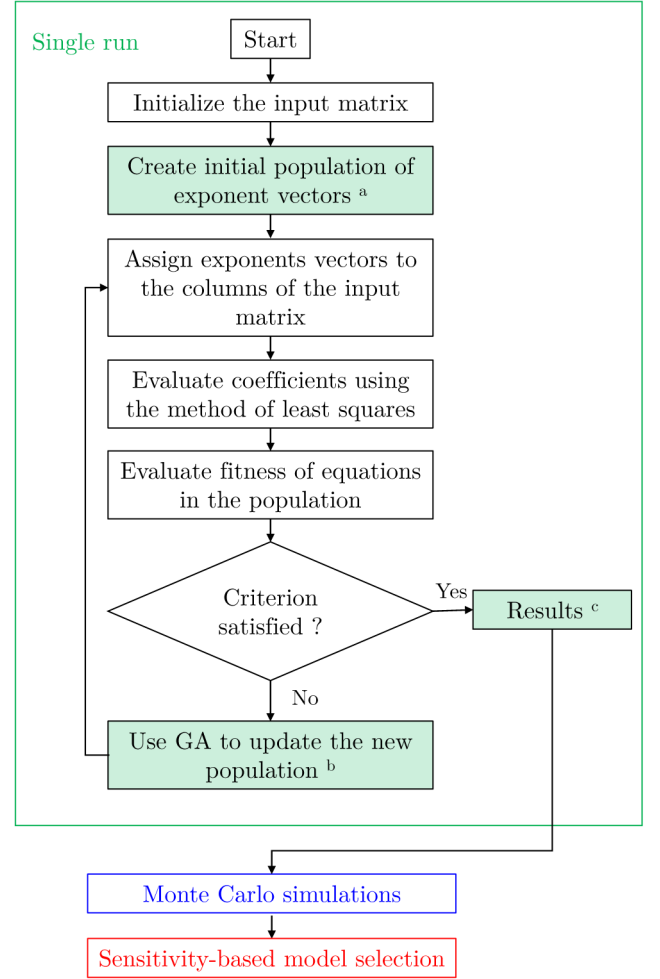 Single run
Start
Initialize the input matrix
Create initial population of
exponent vectors ᵃ
Assign exponents vectors to
the columns of the input
matrix
Evaluate coefficients using
the method of least squares
Evaluate fitness of equations
in the population
Criterion
satisfied ?
Yes
Results ᶜ
No
Use GA to update the new
population ᵇ
Monte Carlo simulations
Sensitivity-based model selection